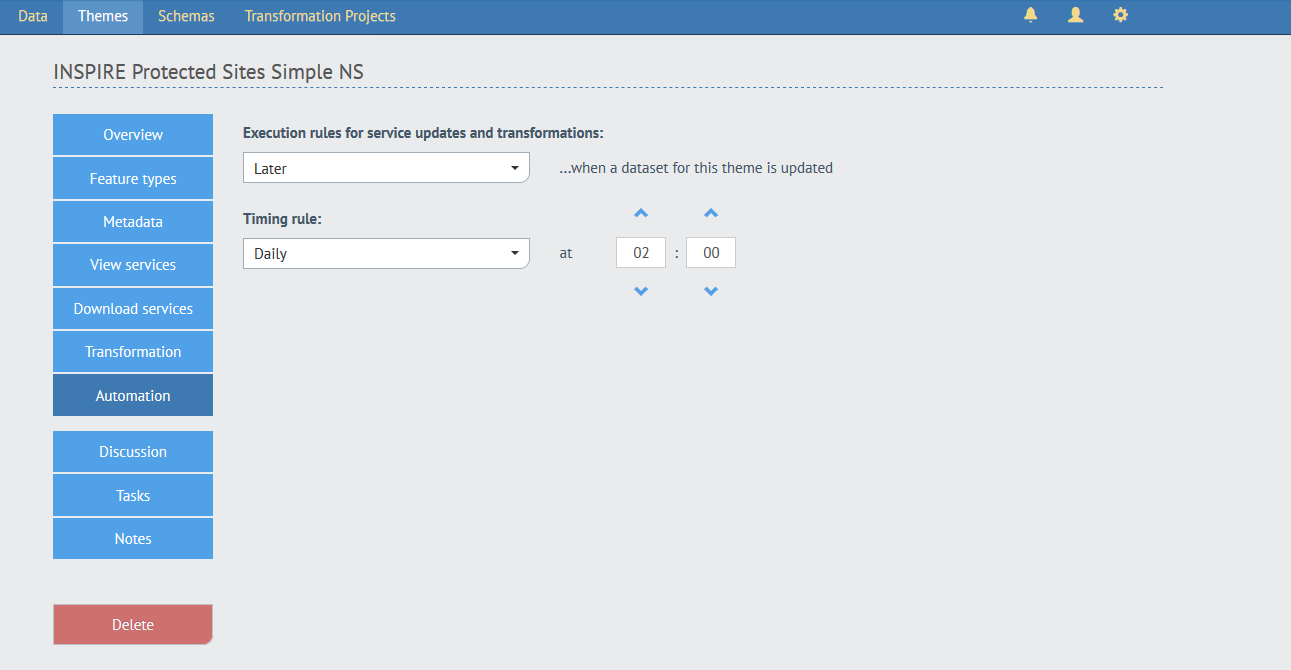 Data Themes Schemas Transformation Projects
INSPIRE Protected Sites Simple NS
Overview
Feature types
Metadata
View services
Download services
Transformation
Automation
Discussion
Tasks
Notes
Delete
Execution rules for service updates and transformations:
Later ...when a dataset for this theme is updated
Timing rule:
Daily at 02 : 00